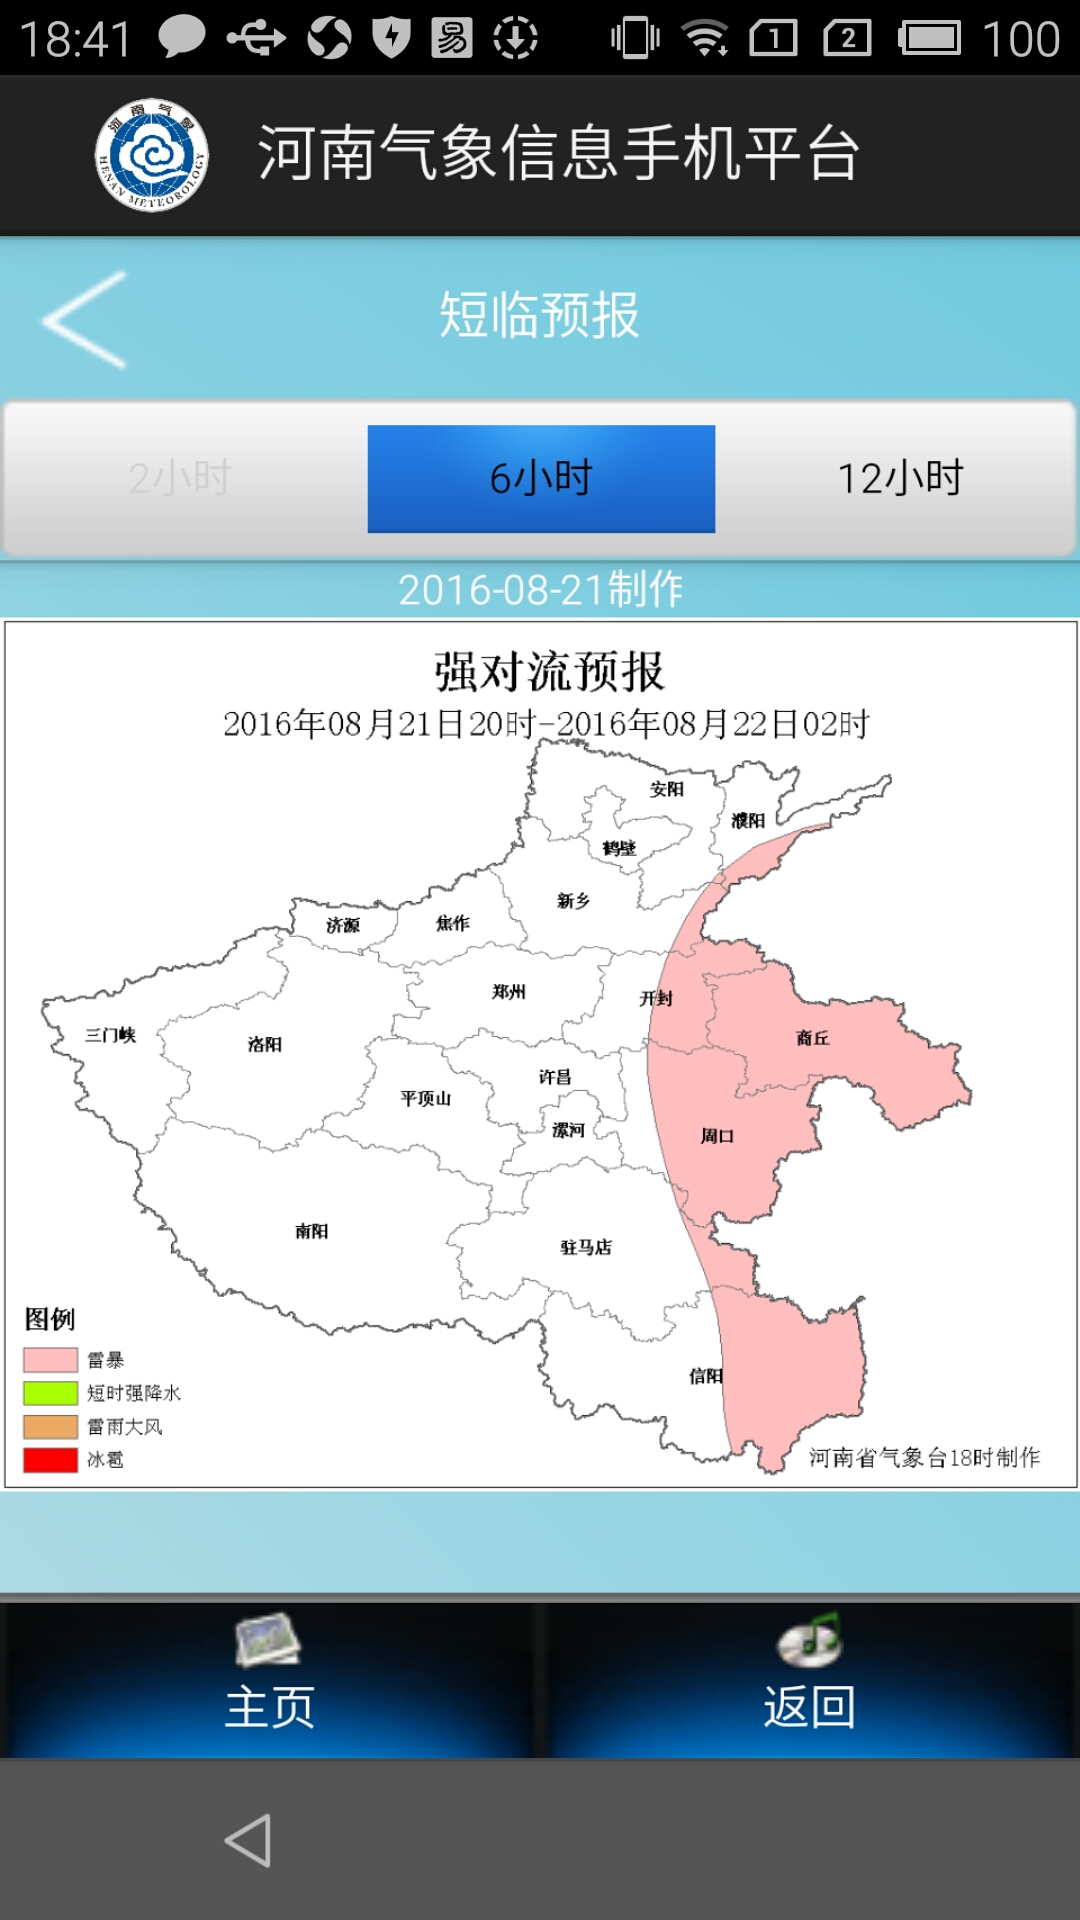 18:41 易 1 2 100
河南气象 HENAN METEOROLOGY
河南气象信息手机平台
短临预报
2小时 6小时 12小时
2016-08-21制作
强对流预报
2016年08月21日20时-2016年08月22日02时
安阳
濮阳
鹤壁
新乡
济源 焦作
郑州 开封
三门峡 洛阳 商丘
许昌
平顶山
漯河 周口
南阳 驻马店
信阳
图例
雷暴
短时强降水
雷雨大风
冰雹
河南省气象台18时制作
主页 返回